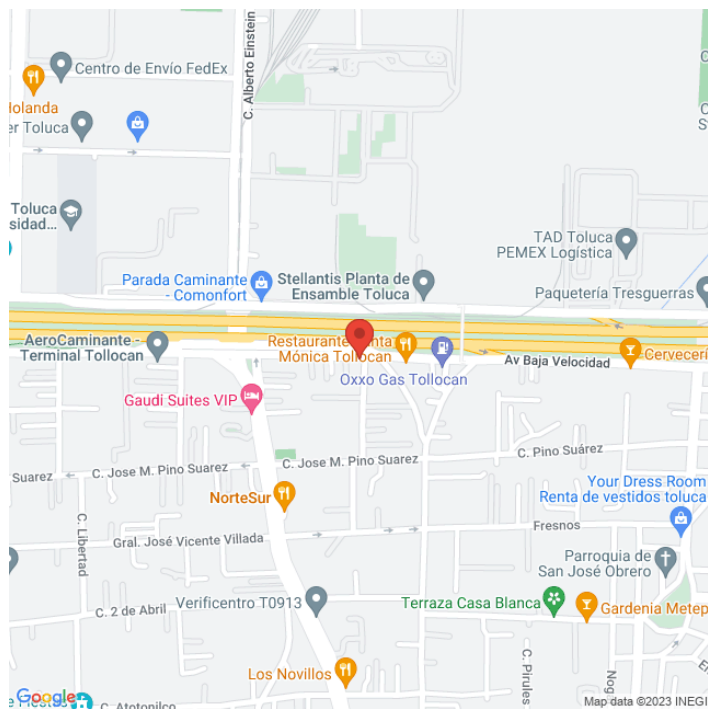 Centro de Envío FedEx
C. Alberto Einstein
Holanda
er Toluca
Toluca
sidad...
TAD Toluca
PEMEX Logística
Parada Caminante
- Comonfort
Stellantis Planta de
Ensamble Toluca
Paquetería Tresguerras
AeroCaminante -
Terminal Tollocan
Restaurante
Mónica Tollocan
Oxxo Gas Tollocan
Av Baja Velocidad
Cervecerí
Gaudi Suites VIP
C. Pino Suárez
Suarez
C. Jose M. Pino Suarez
C. Jose M. Pino Suarez
Your Dress Room
Renta de vestidos toluca
NorteSur
C. Libertad
Gral. José Vicente Villada
Fresnos
Parroquia de
San José Obrero
C. 2 de Abril
Verificentro T0913
Terraza Casa Blanca
Gardenia Metep
Los Novillos
C. Pirules
Nog
Google
C. Atotonilco
Map data ©2023 INEGI